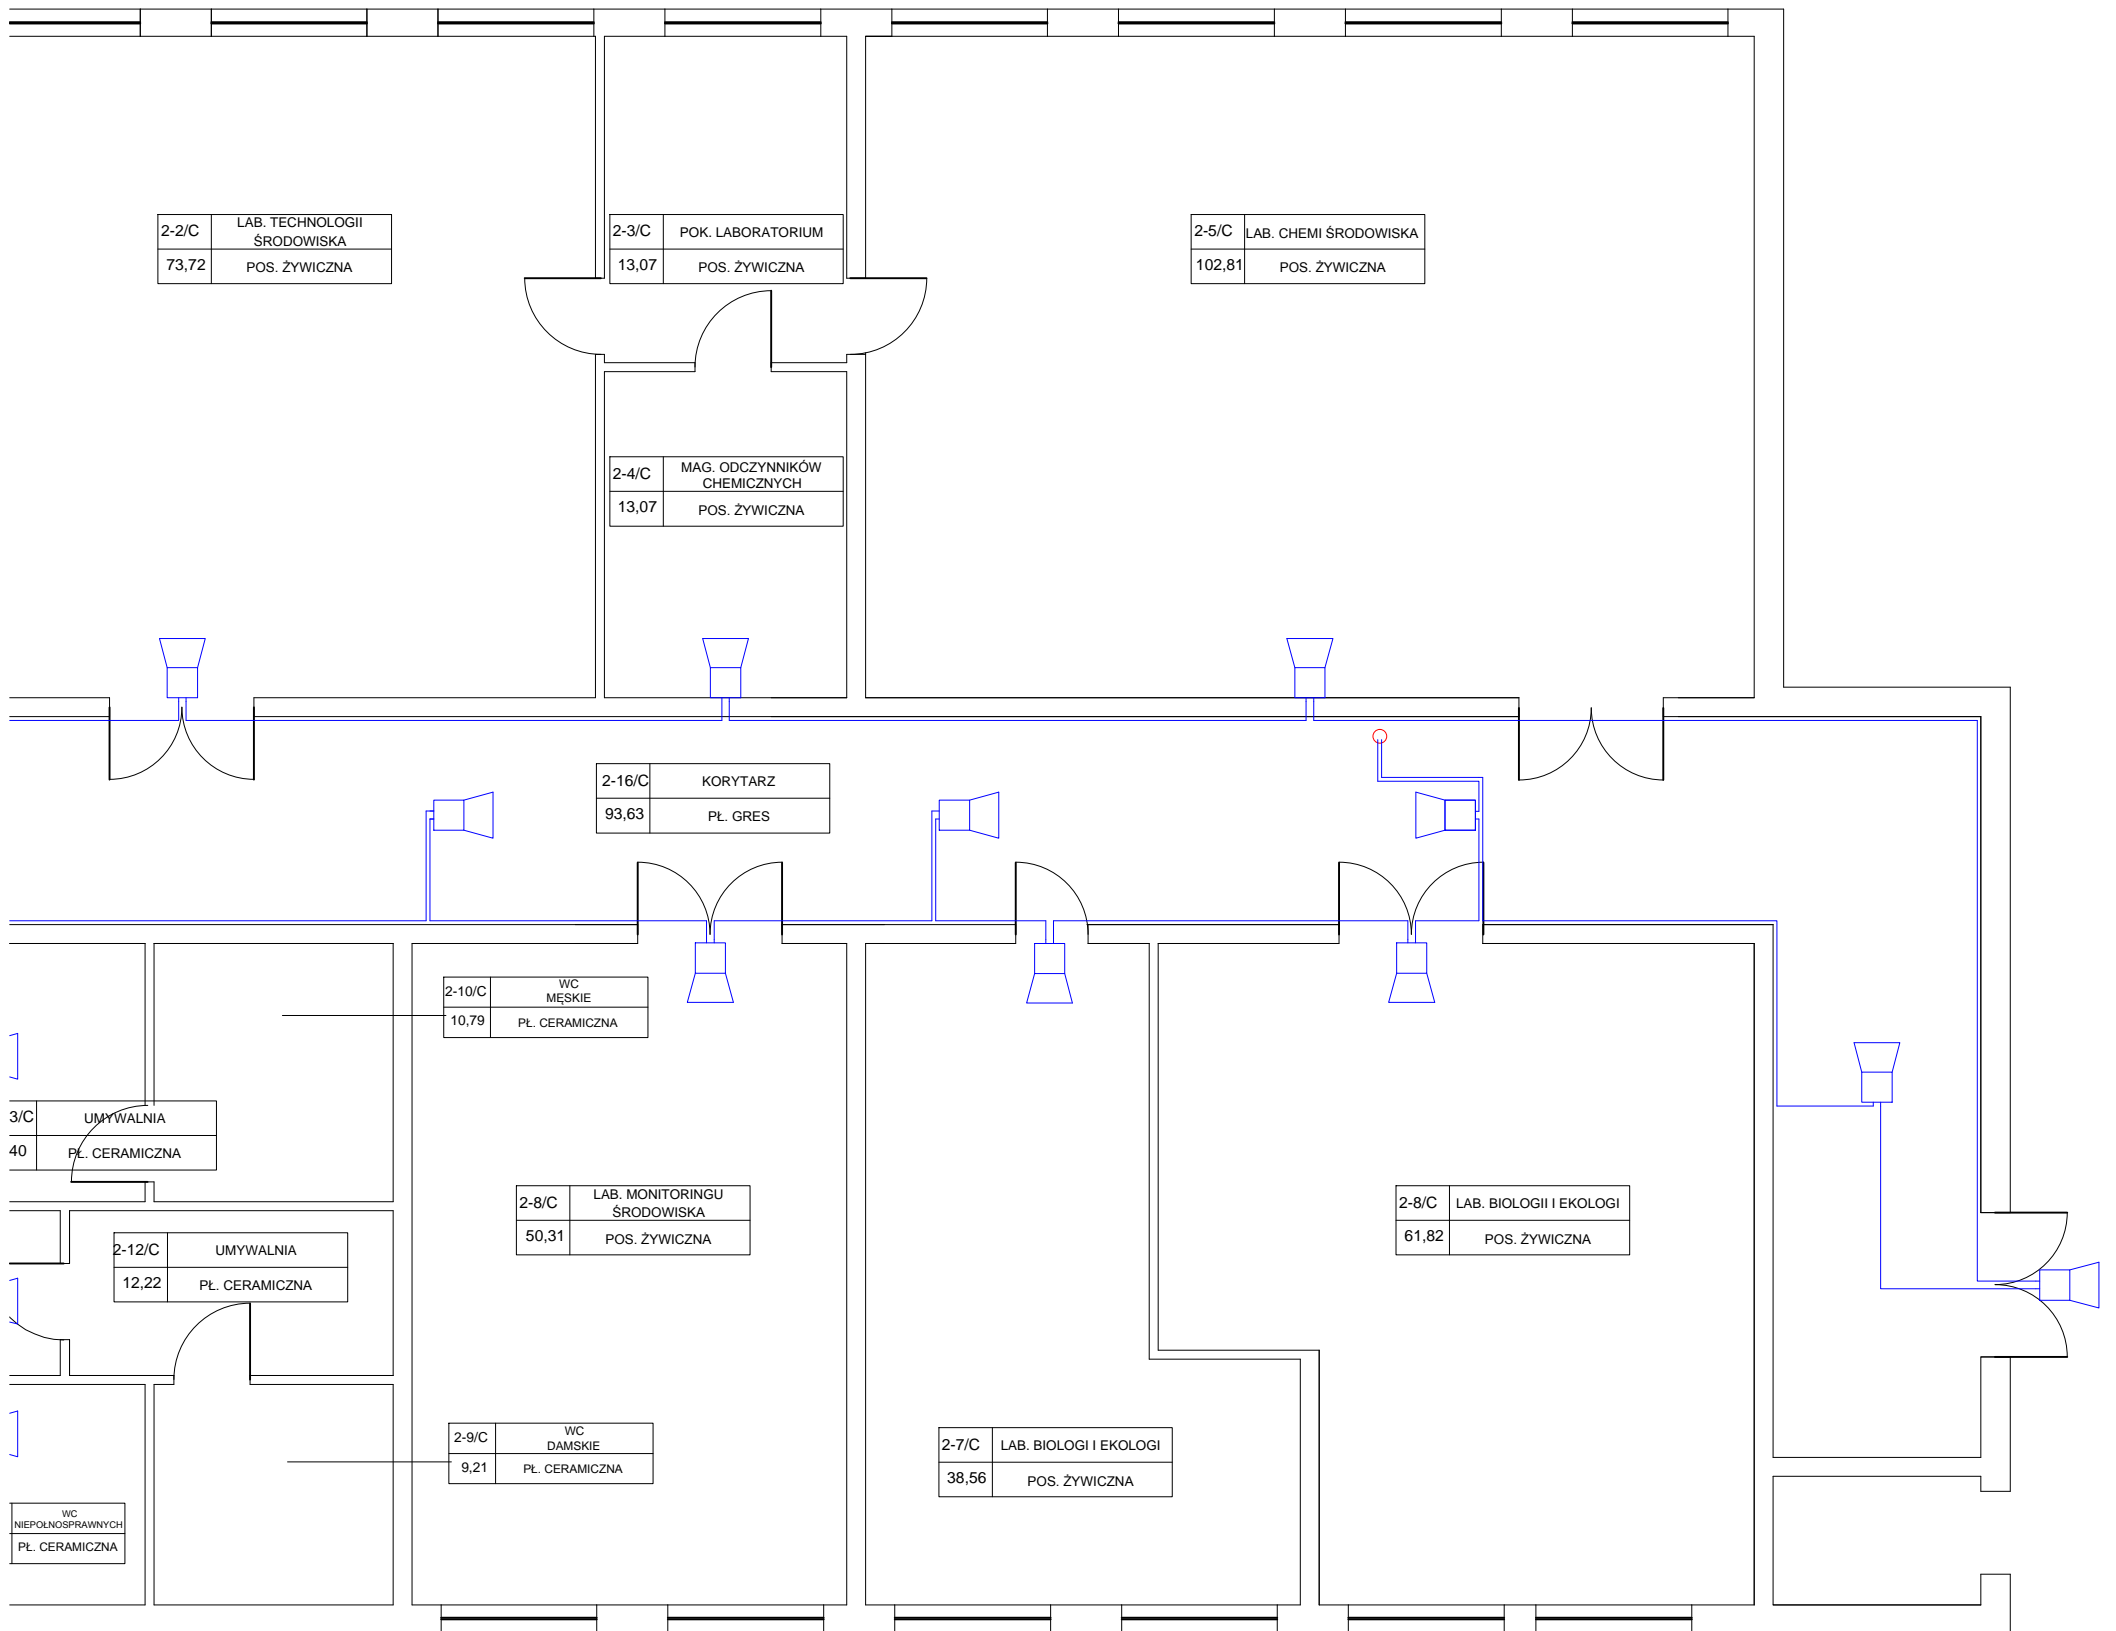 2-2/C
LAB. TECHNOLOGII
ŚRODOWISKA
73,72
POS. ŻYWICZNA
2-3/C
POK. LABORATORIUM
13,07
POS. ŻYWICZNA
2-5/C
LAB. CHEMI ŚRODOWISKA
102,81
POS. ŻYWICZNA
2-4/C
MAG. ODCZYNNIKÓW
CHEMICZNYCH
13,07
POS. ŻYWICZNA
2-16/C
KORYTARZ
93,63
PŁ. GRES
2-10/C
WC
MĘSKIE
10,79
PŁ. CERAMICZNA
3/C
UMYWALNIA
40
PŁ. CERAMICZNA
2-8/C
LAB. MONITORINGU
ŚRODOWISKA
50,31
POS. ŻYWICZNA
2-8/C
LAB. BIOLOGII I EKOLOGI
61,82
POS. ŻYWICZNA
2-12/C
UMYWALNIA
12,22
PŁ. CERAMICZNA
2-9/C
WC
DAMSKIE
9,21
PŁ. CERAMICZNA
2-7/C
LAB. BIOLOGI I EKOLOGI
38,56
POS. ŻYWICZNA
WC
NIEPOŁNOSPRAWNYCH
PŁ. CERAMICZNA